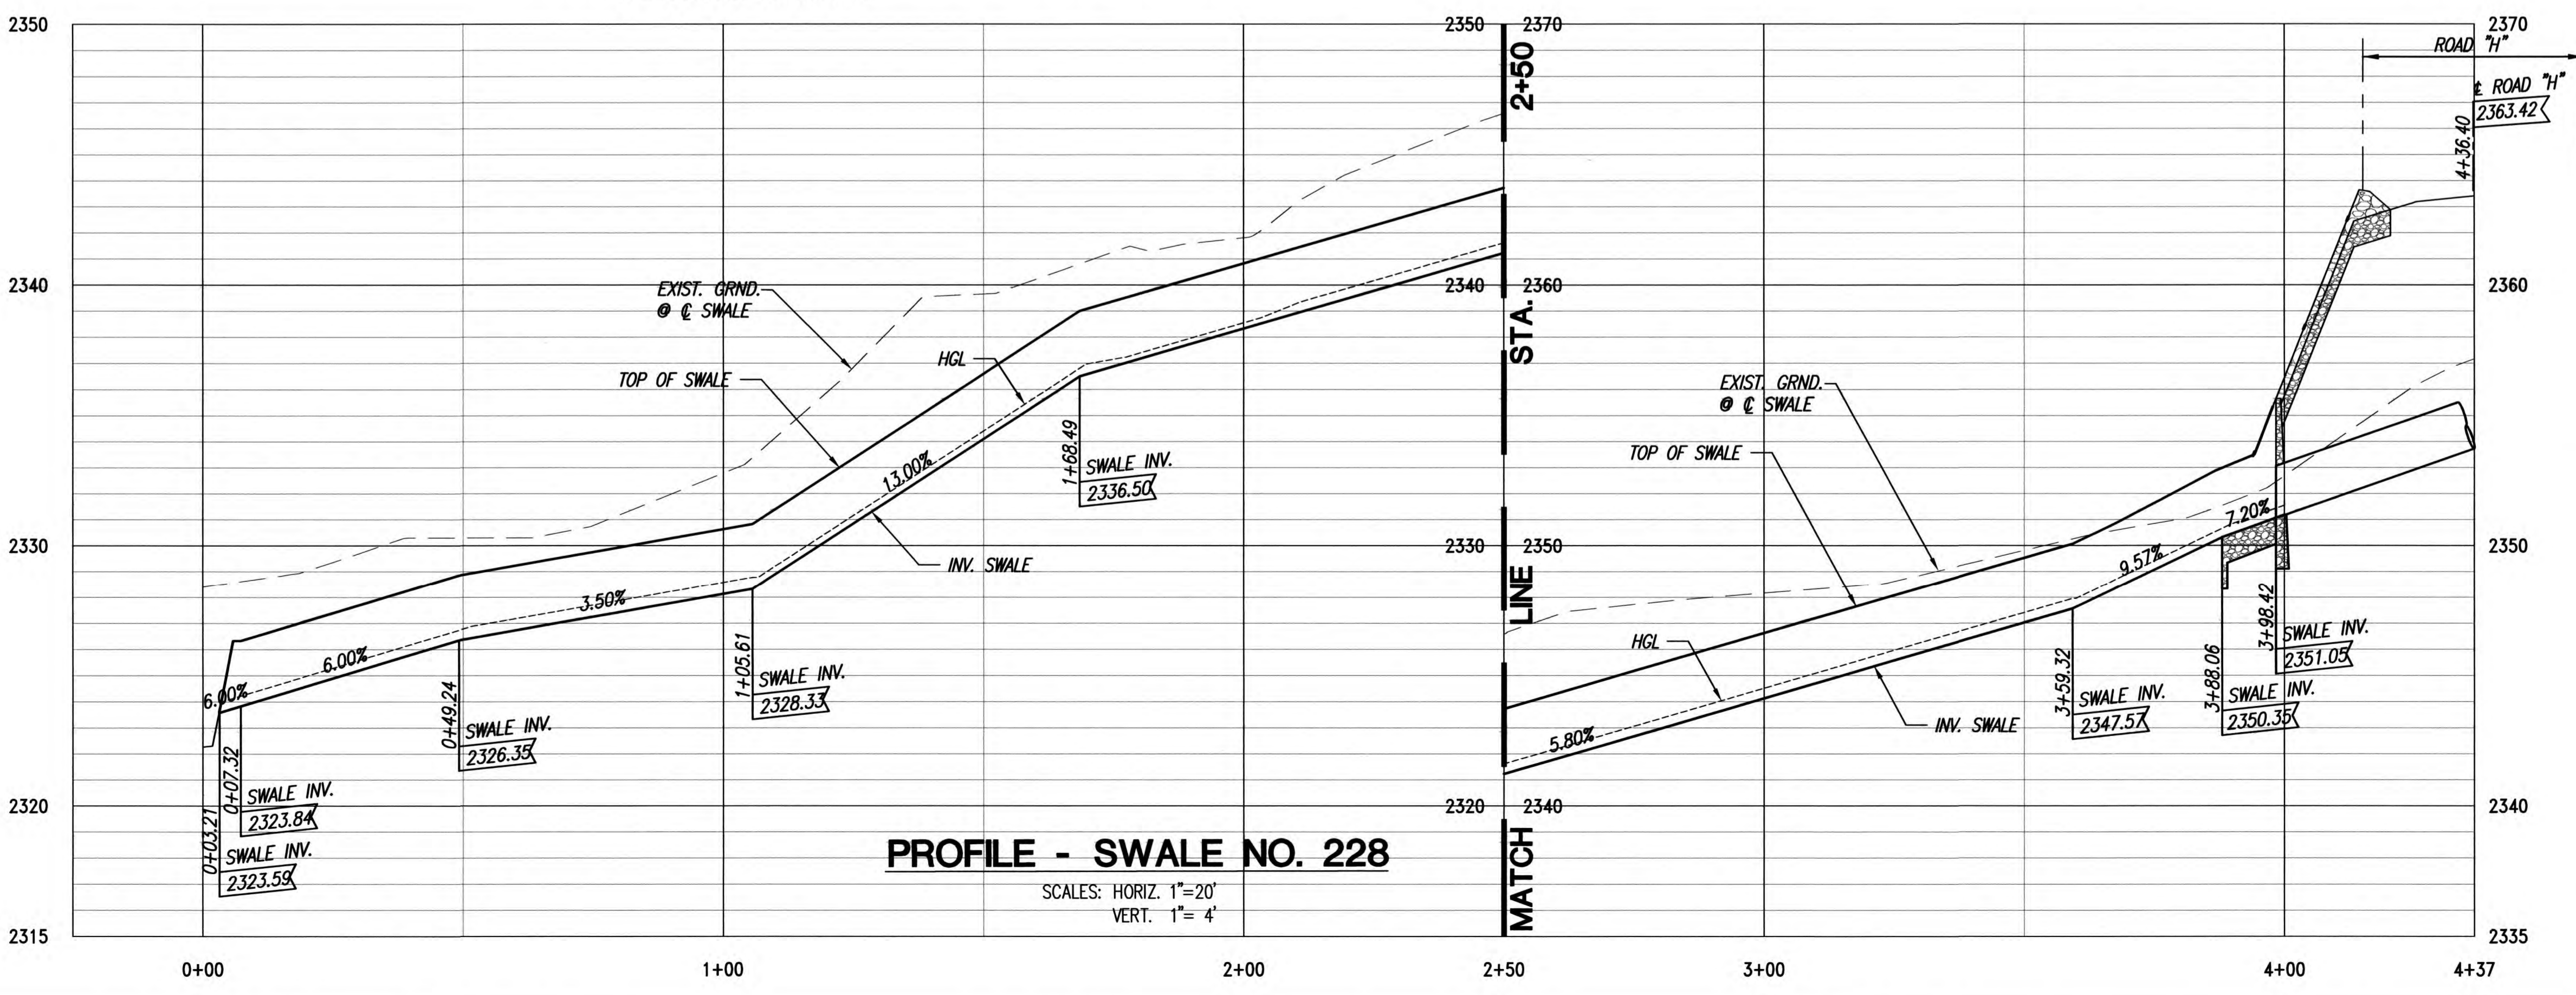 2350
2350
2370
2370
ROAD "H"
℄ ROAD "H"
2363.42
4+36.40
2340
2340
2360
2360
2330
2330
2350
2350
2320
2320
2340
2340
2315
2335
EXIST. GRND.
@ ℄ SWALE
TOP OF SWALE
HGL
INV. SWALE
6.00%
6.00%
3.50%
13.00%
0+03.21
SWALE INV.
2323.59
0+07.32
SWALE INV.
2323.84
0+49.24
SWALE INV.
2326.35
1+05.61
SWALE INV.
2328.33
1+68.49
SWALE INV.
2336.50
MATCH LINE STA. 2+50
EXIST. GRND.
@ ℄ SWALE
TOP OF SWALE
HGL
INV. SWALE
5.80%
9.57%
7.20%
3+59.32
SWALE INV.
2347.57
3+88.06
SWALE INV.
2350.35
3+98.42
SWALE INV.
2351.05
PROFILE - SWALE NO. 228
SCALES: HORIZ. 1"=20'
VERT. 1"= 4'
0+00
1+00
2+00
2+50
3+00
4+00
4+37